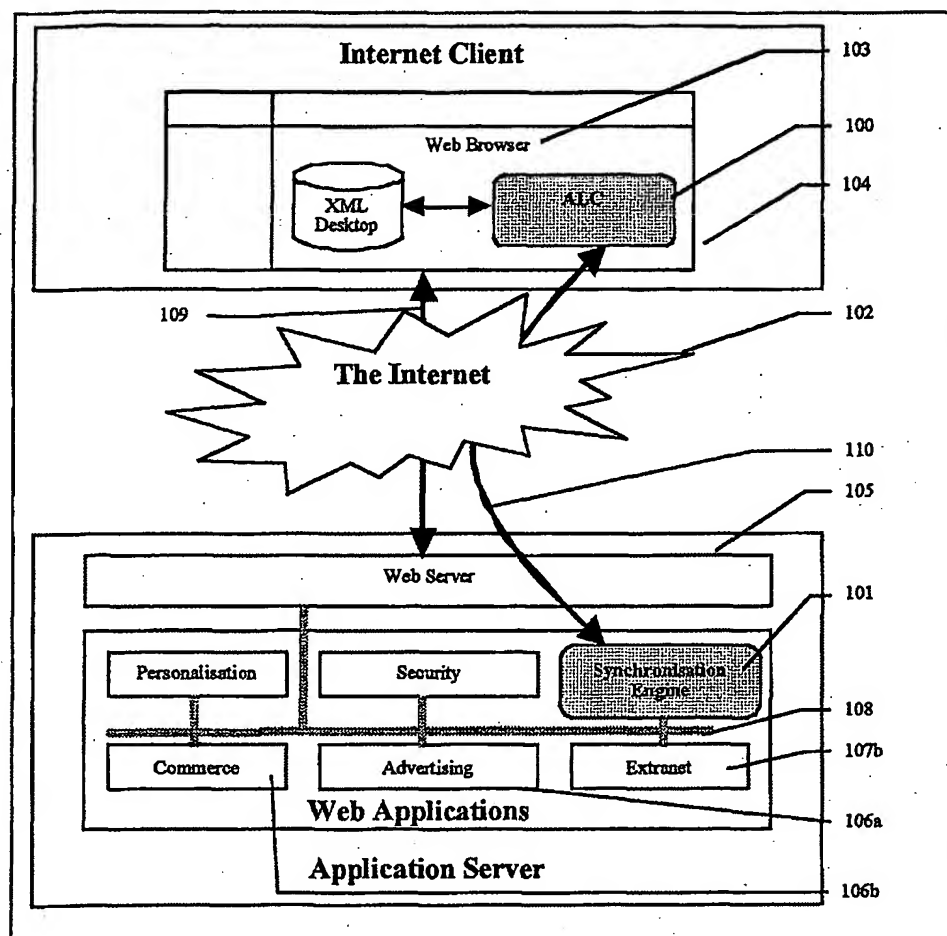 Internet Client
103
Web Browser
100
ALC
104
XML
Desktop
109
102
The Internet
110
105
Web Server
101
Personalisation
Security
Synchronisation
Engine
108
107b
Commerce
Advertising
Extranet
Web Applications
106a
Application Server
106b